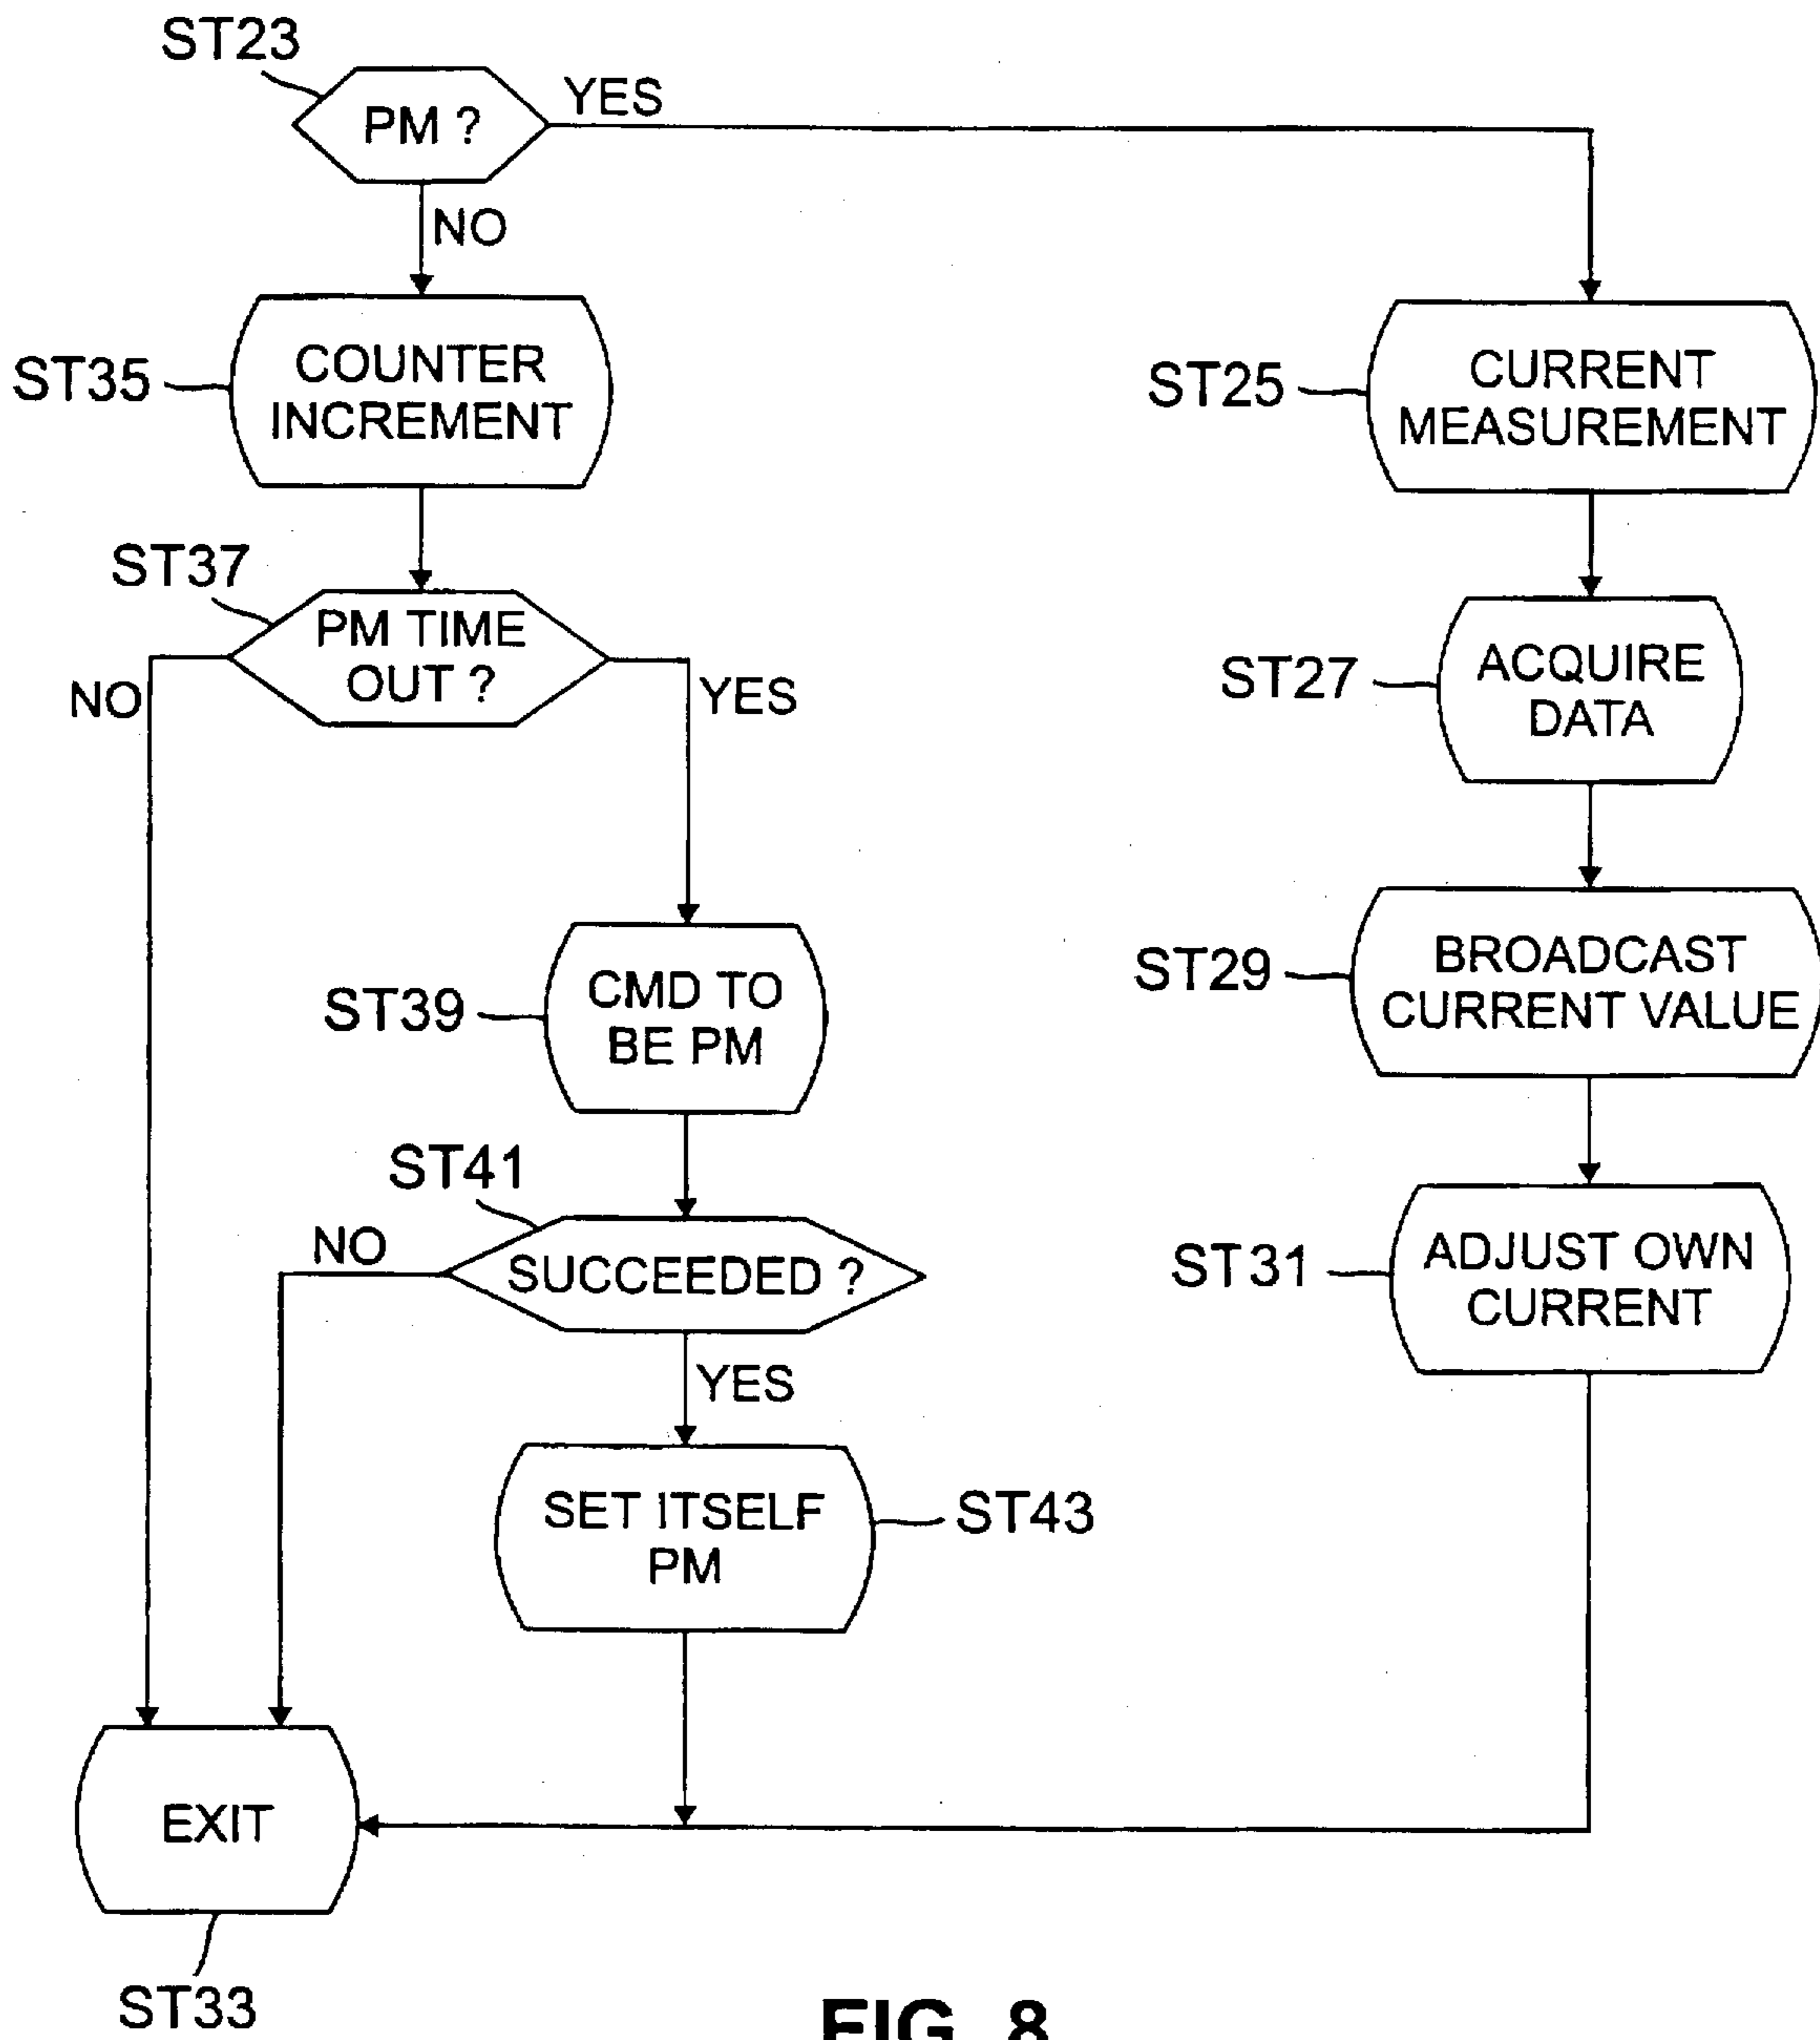 ST23
PM ?
YES
NO
ST35
COUNTER
INCREMENT
ST25
CURRENT
MEASUREMENT
ST37
PM TIME
OUT ?
NO
YES
ST27
ACQUIRE
DATA
ST39
CMD TO
BE PM
ST29
BROADCAST
CURRENT VALUE
ST41
NO
SUCCEEDED ?
YES
ST31
ADJUST OWN
CURRENT
SET ITSELF
PM
ST43
EXIT
ST33
FIG. 8